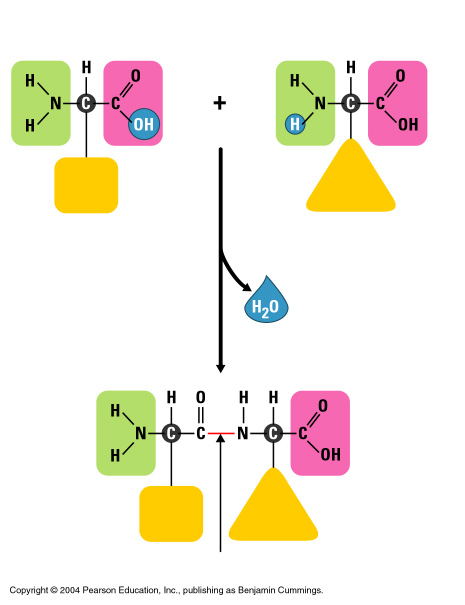 H H O H H O
N C C + N C C
H OH H OH
H₂O
H H O H H O
N C C N C C
H OH
Copyright © 2004 Pearson Education, Inc., publishing as Benjamin Cummings.